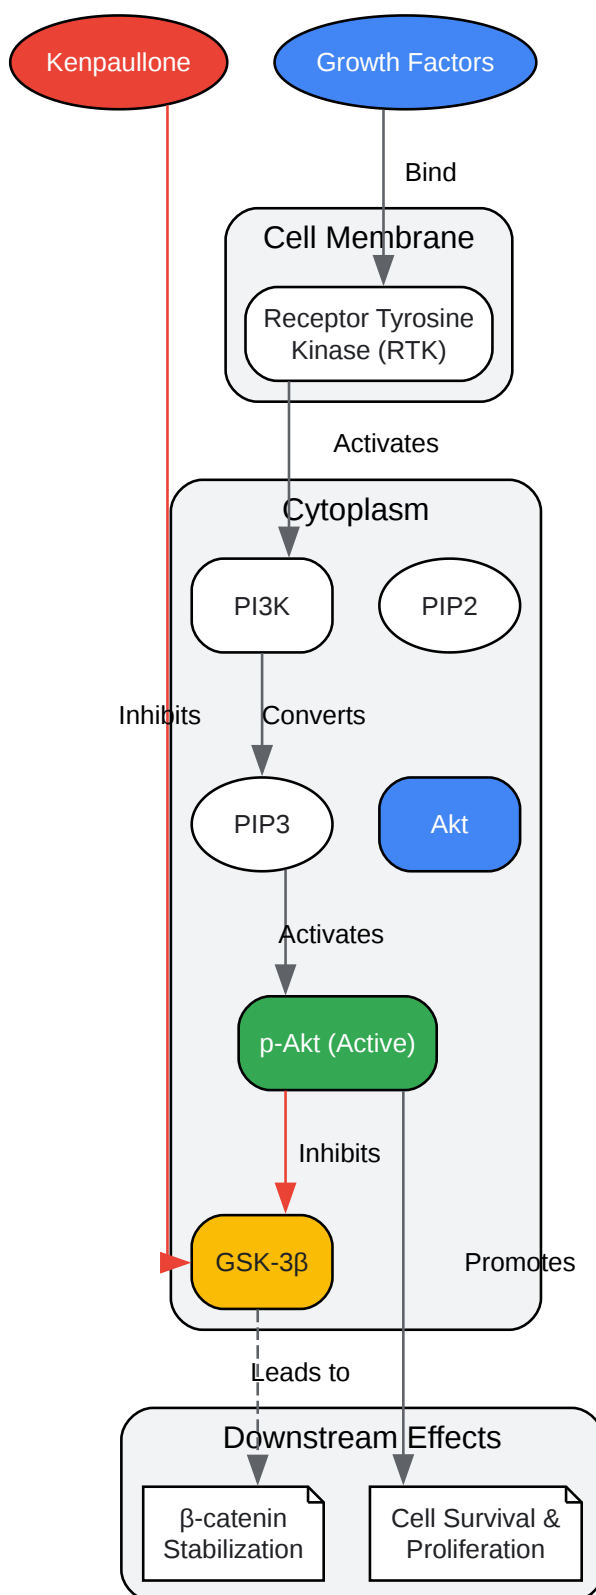 Kenpaullone
Growth Factors
Bind
Cell Membrane
Receptor Tyrosine
Kinase (RTK)
Activates
Cytoplasm
PI3K
PIP2
Inhibits
Converts
PIP3
Akt
Activates
p-Akt (Active)
Inhibits
GSK-3β
Promotes
Leads to
Downstream Effects
β-catenin
Stabilization
Cell Survival &
Proliferation